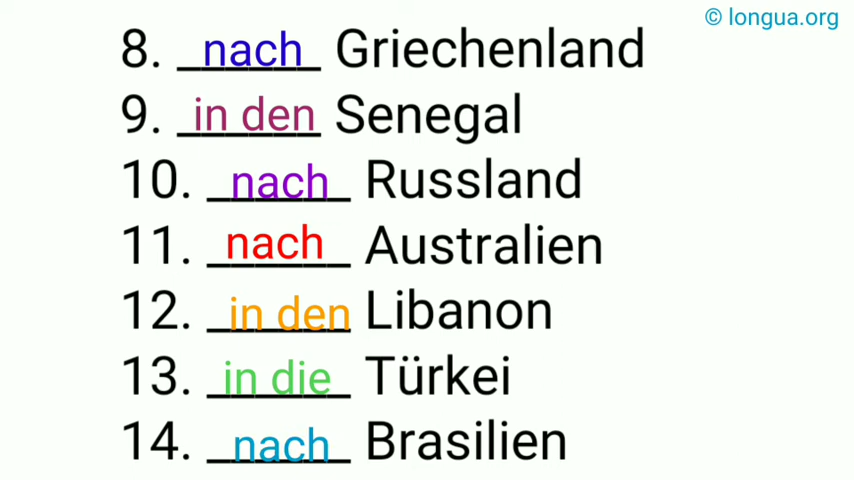 © longua.org
8. nach Griechenland
9. in den Senegal
10. nach Russland
11. nach Australien
12. in den Libanon
13. in die Türkei
14. nach Brasilien